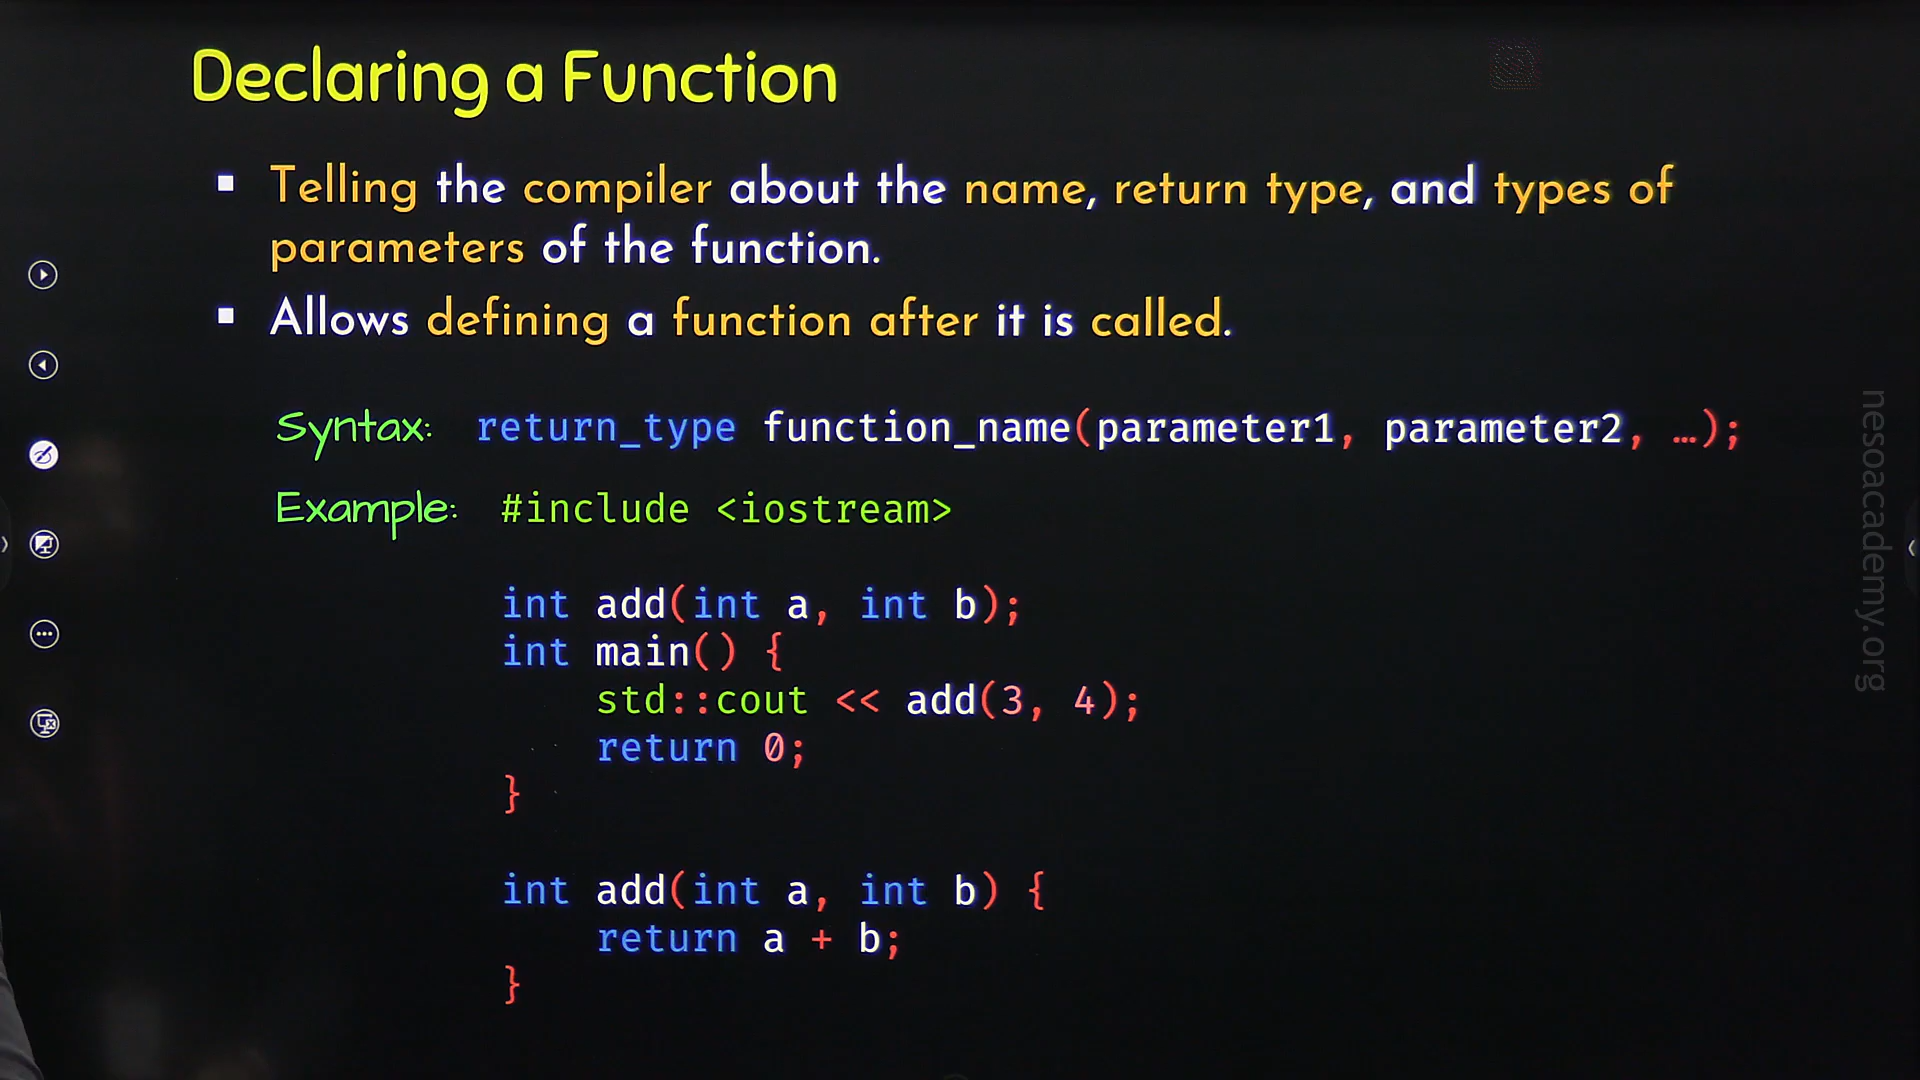 Declaring a Function
▪ Telling the compiler about the name, return type, and types of
parameters of the function.
▪ Allows defining a function after it is called.
Syntax: return_type function_name(parameter1, parameter2, …);
Example: #include <iostream>
int add(int a, int b);
int main() {
    std::cout << add(3, 4);
    return 0;
}
int add(int a, int b) {
    return a + b;
}
nesoacademy.org